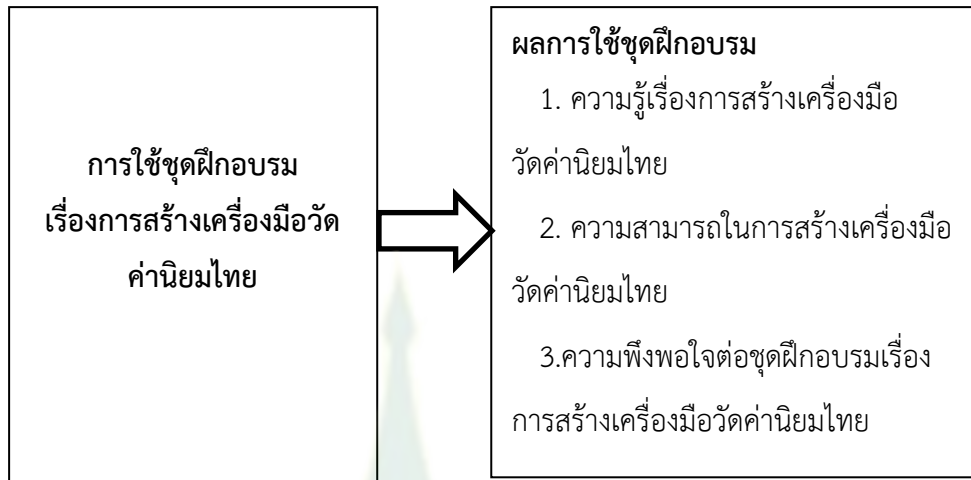 การใช้ชุดฝึกอบรม
เรื่องการสร้างเครื่องมือวัด
ค่านิยมไทย
ผลการใช้ชุดฝึกอบรม
1. ความรู้เรื่องการสร้างเครื่องมือ
วัดค่านิยมไทย
2. ความสามารถในการสร้างเครื่องมือ
วัดค่านิยมไทย
3.ความพึงพอใจต่อชุดฝึกอบรมเรื่อง
การสร้างเครื่องมือวัดค่านิยมไทย